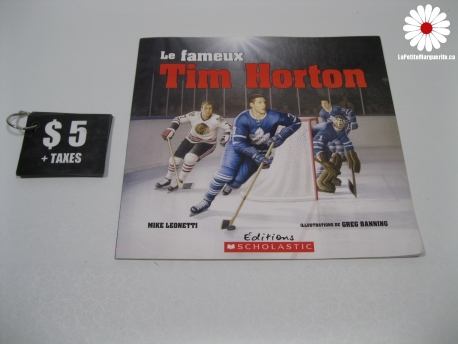 LaPetiteMarguerite.ca
Le fameux
Tim Horton
$5
+ TAXES
MIKE LEONETTI
ILLUSTRATIONS DE GREG BANNING
Éditions
SCHOLASTIC